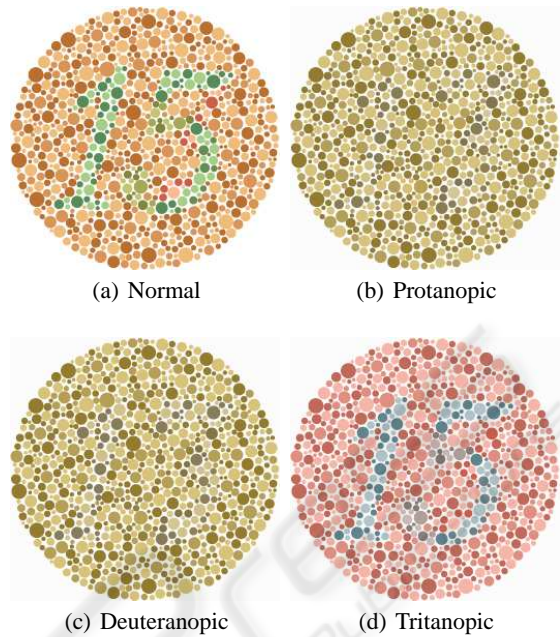 15
(a) Normal
(b) Protanopic
15
(c) Deuteranopic
(d) Tritanopic